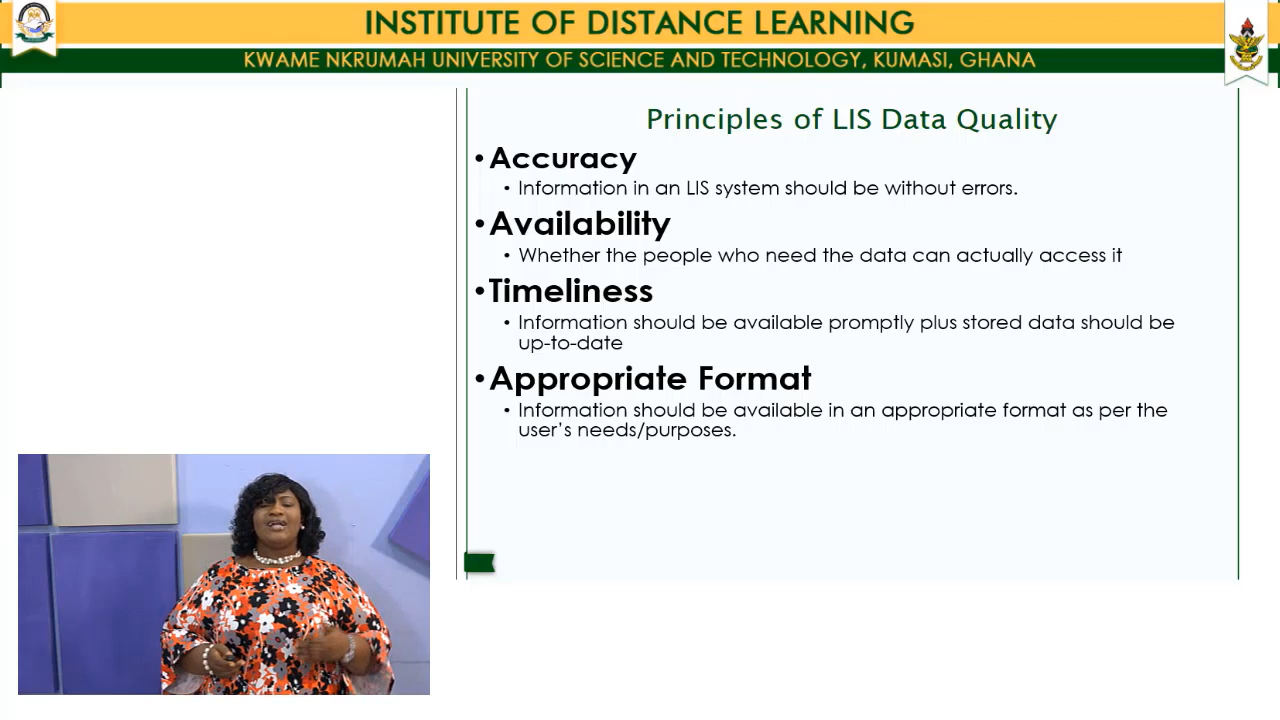 INSTITUTE OF DISTANCE LEARNING
KWAME NKRUMAH UNIVERSITY OF SCIENCE AND TECHNOLOGY, KUMASI, GHANA
Principles of LIS Data Quality
• Accuracy
• Information in an LIS system should be without errors.
• Availability
• Whether the people who need the data can actually access it
• Timeliness
• Information should be available promptly plus stored data should be
up-to-date
• Appropriate Format
• Information should be available in an appropriate format as per the
user's needs/purposes.